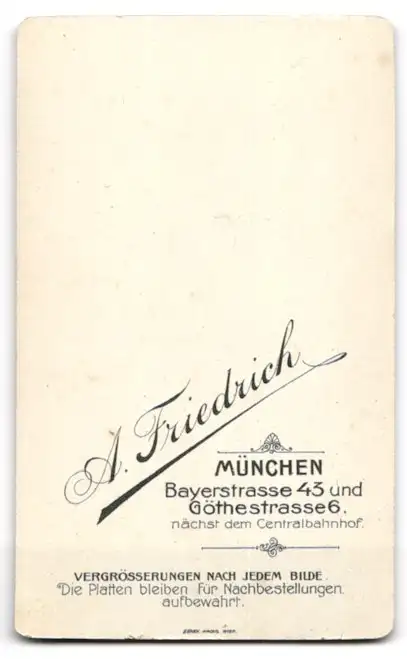 A. Friedrich
MÜNCHEN
Bayerstrasse 43 und
Göthestrasse 6.
nächst dem Centralbahnhof.
VERGRÖSSERUNGEN NACH JEDEM BILDE.
Die Platten bleiben für Nachbestellungen
aufbewahrt.